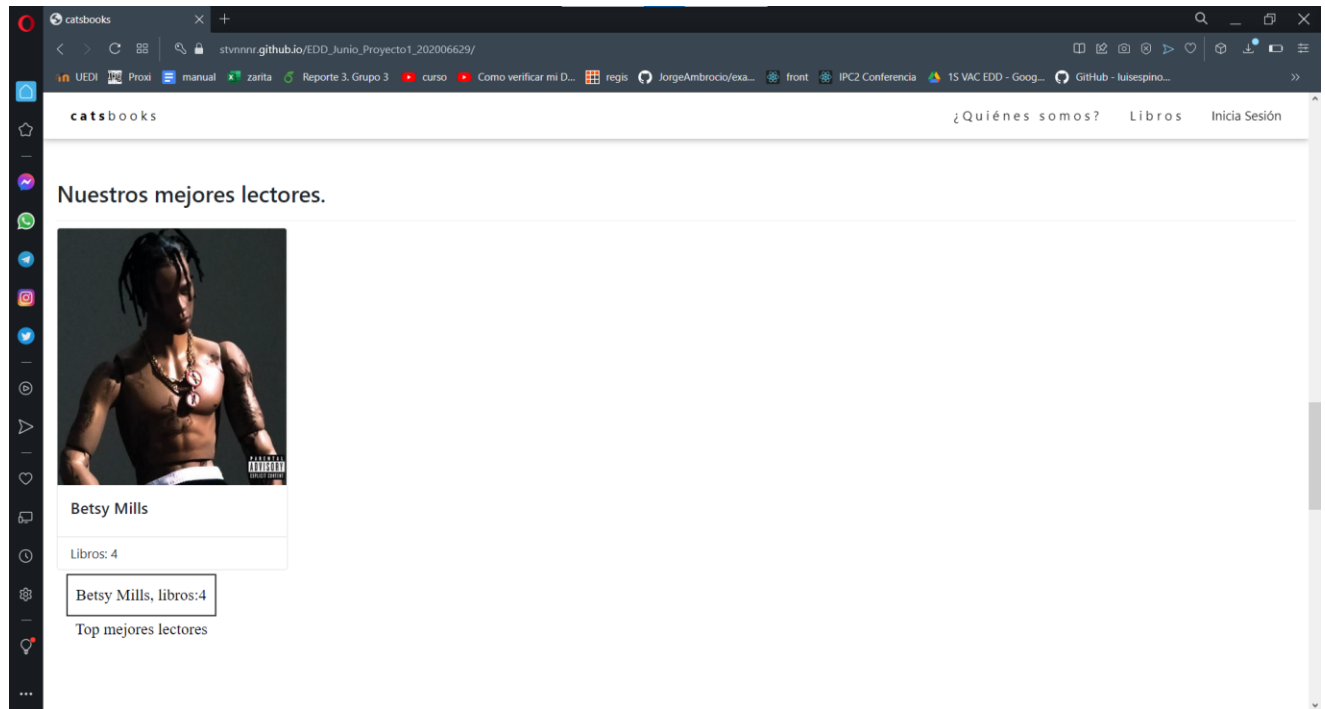 catsbooks
stvnnnr.github.io/EDD_Junio_Proyecto1_202006629/
UEDI Proxi manual zarita Reporte 3. Grupo 3 curso Como verificar mi D... regis JorgeAmbrocio/exa... front IPC2 Conferencia 1S VAC EDD - Goog... GitHub - luisespino...
catsbooks ¿Quiénes somos? Libros Inicia Sesión
Nuestros mejores lectores.
PARENTAL
ADVISORY
EXPLICIT CONTENT
Betsy Mills
Libros: 4
Betsy Mills, libros:4
Top mejores lectores